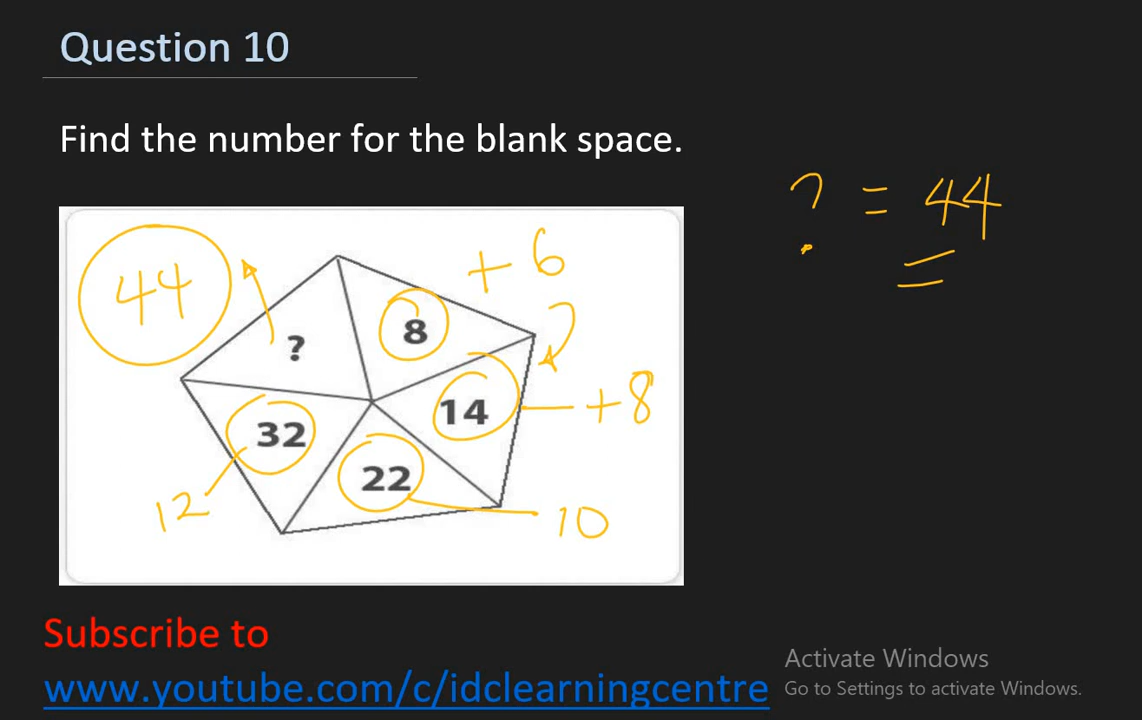 Question 10
Find the number for the blank space.
? = 44
44
+ 6
?
8
14
+8
32
22
12
10
Subscribe to
www.youtube.com/c/idclearningcentre
Activate Windows
Go to Settings to activate Windows.